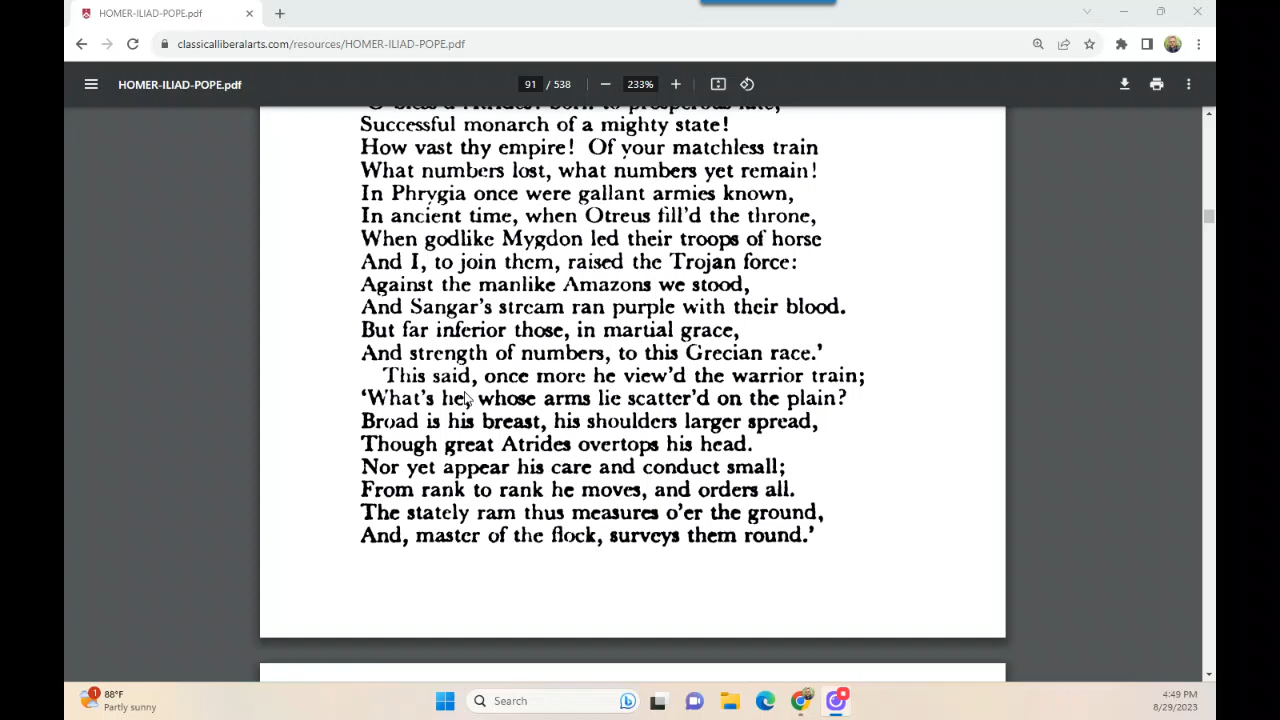 HOMER-ILIAD-POPE.pdf
classicalliberalarts.com/resources/HOMER-ILIAD-POPE.pdf
HOMER-ILIAD-POPE.pdf
91 / 538
233%
Successful monarch of a mighty state!
How vast thy empire! Of your matchless train
What numbers lost, what numbers yet remain!
In Phrygia once were gallant armies known,
In ancient time, when Otreus fill'd the throne,
When godlike Mygdon led their troops of horse
And I, to join them, raised the Trojan force:
Against the manlike Amazons we stood,
And Sangar's stream ran purple with their blood.
But far inferior those, in martial grace,
And strength of numbers, to this Grecian race.'
This said, once more he view'd the warrior train;
'What's he, whose arms lie scatter'd on the plain?
Broad is his breast, his shoulders larger spread,
Though great Atrides overtops his head.
Nor yet appear his care and conduct small;
From rank to rank he moves, and orders all.
The stately ram thus measures o'er the ground,
And, master of the flock, surveys them round.'
1
88°F
Partly sunny
Search
4:49 PM
8/29/2023